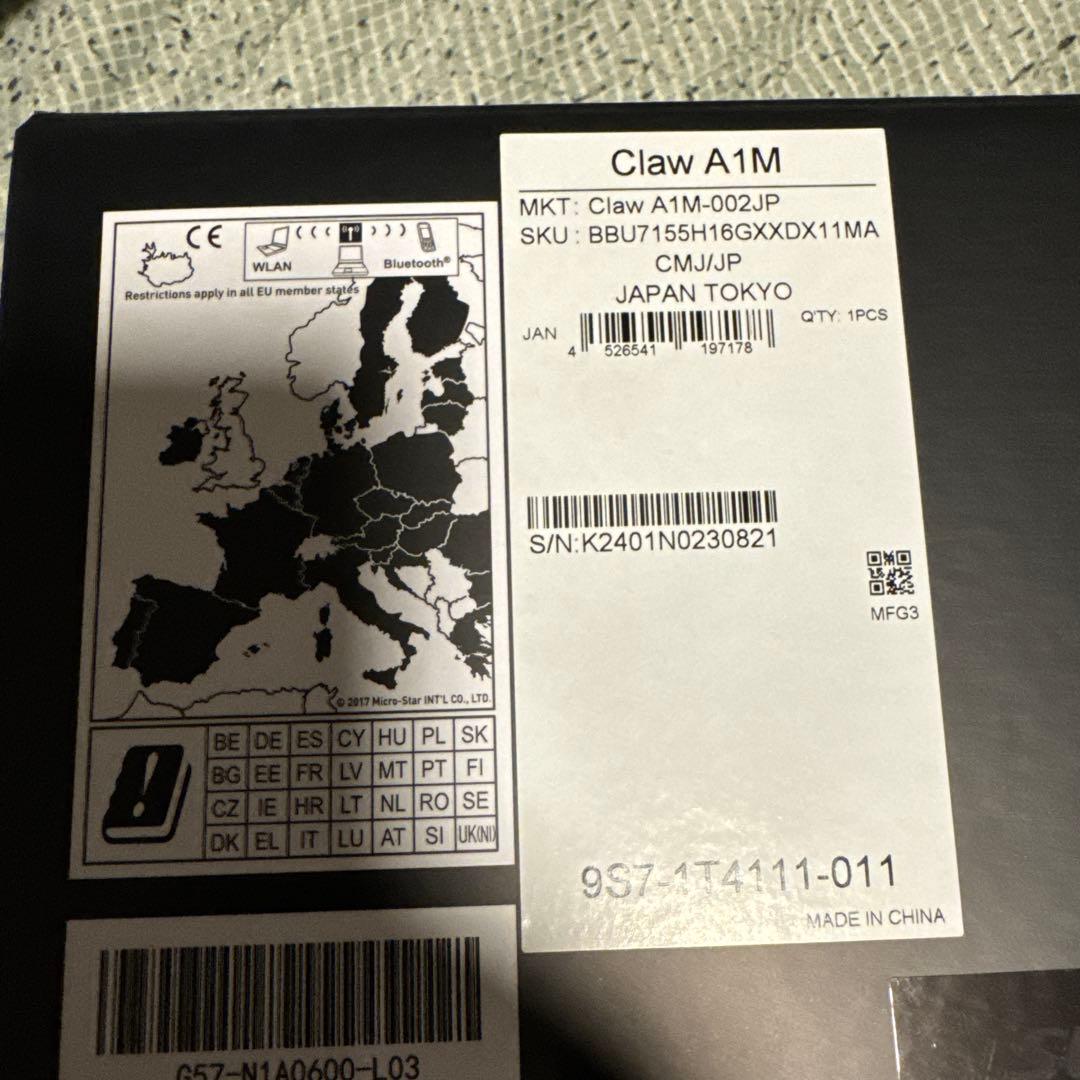 Claw A1M
MKT: Claw A1M-002JP
SKU : BBU7155H16GXXDX11MA
CMJ/JP
JAPAN TOKYO
Q'TY: 1PCS
JAN
4 526541 197178
S/N:K2401N0230821
MFG3
9S7-1T4111-011
MADE IN CHINA
CE
WLAN
Bluetooth®
Restrictions apply in all EU member states
© 2017 Micro-Star INT'L CO., LTD.
BE DE ES CY HU PL SK
BG EE FR LV MT PT FI
CZ IE HR LT NL RO SE
DK EL IT LU AT SI UK(NI)
G57-N1A0600-L03